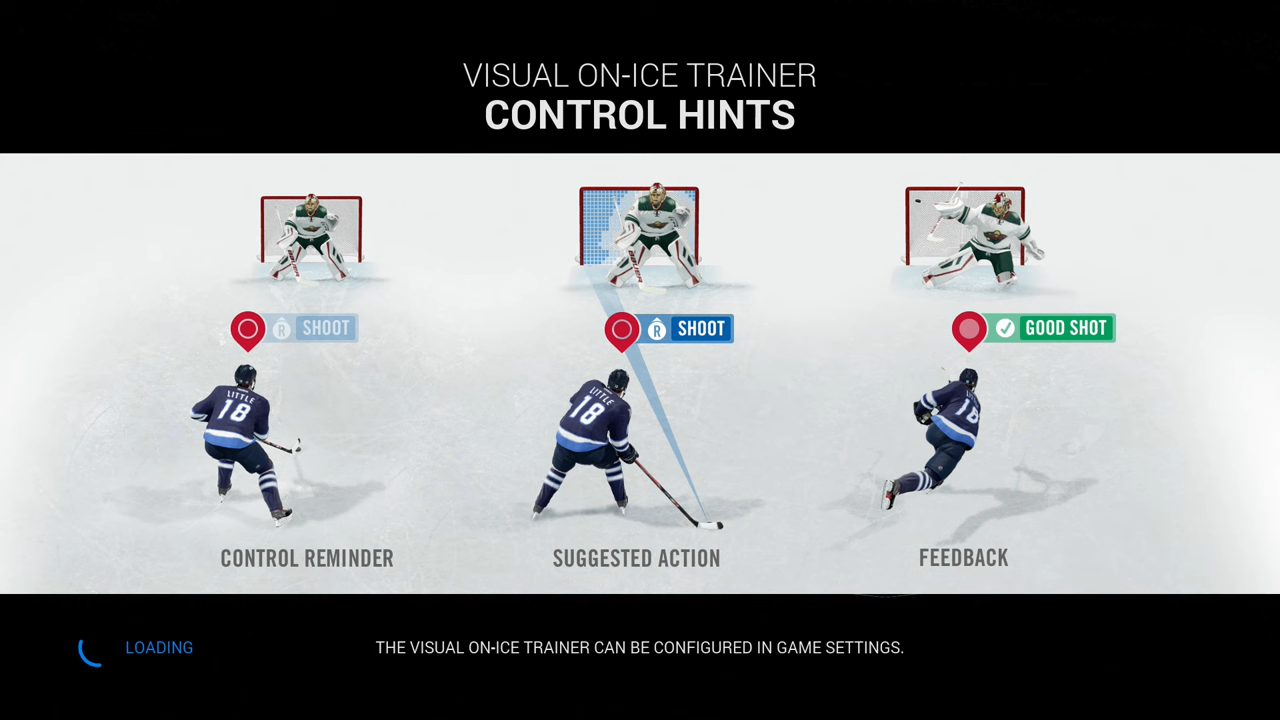 VISUAL ON-ICE TRAINER
CONTROL HINTS
R SHOOT
R SHOOT
GOOD SHOT
LITTLE
18
LITTLE
18
18
CONTROL REMINDER
SUGGESTED ACTION
FEEDBACK
LOADING
THE VISUAL ON-ICE TRAINER CAN BE CONFIGURED IN GAME SETTINGS.